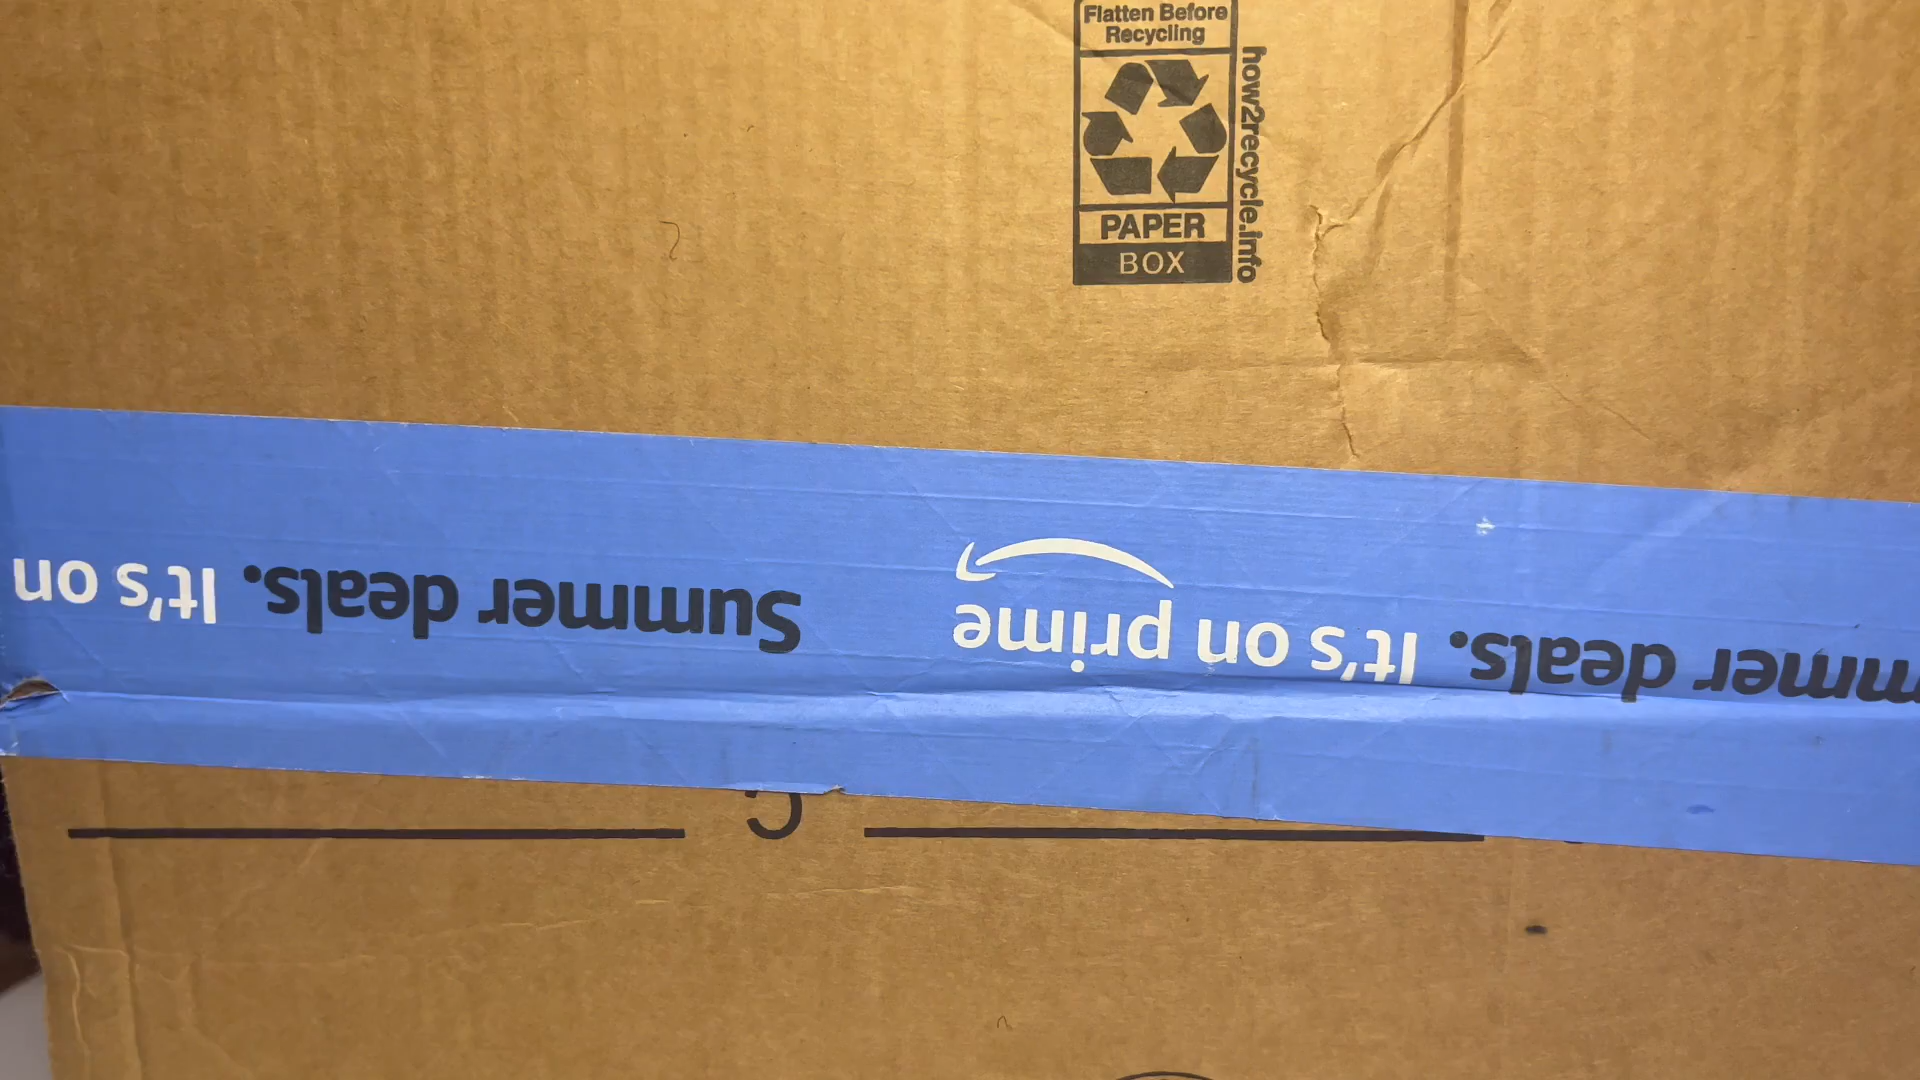 Flatten Before
Recycling
PAPER
BOX
how2recycle.info
Summer deals. It's on
mmer deals. It's on prime